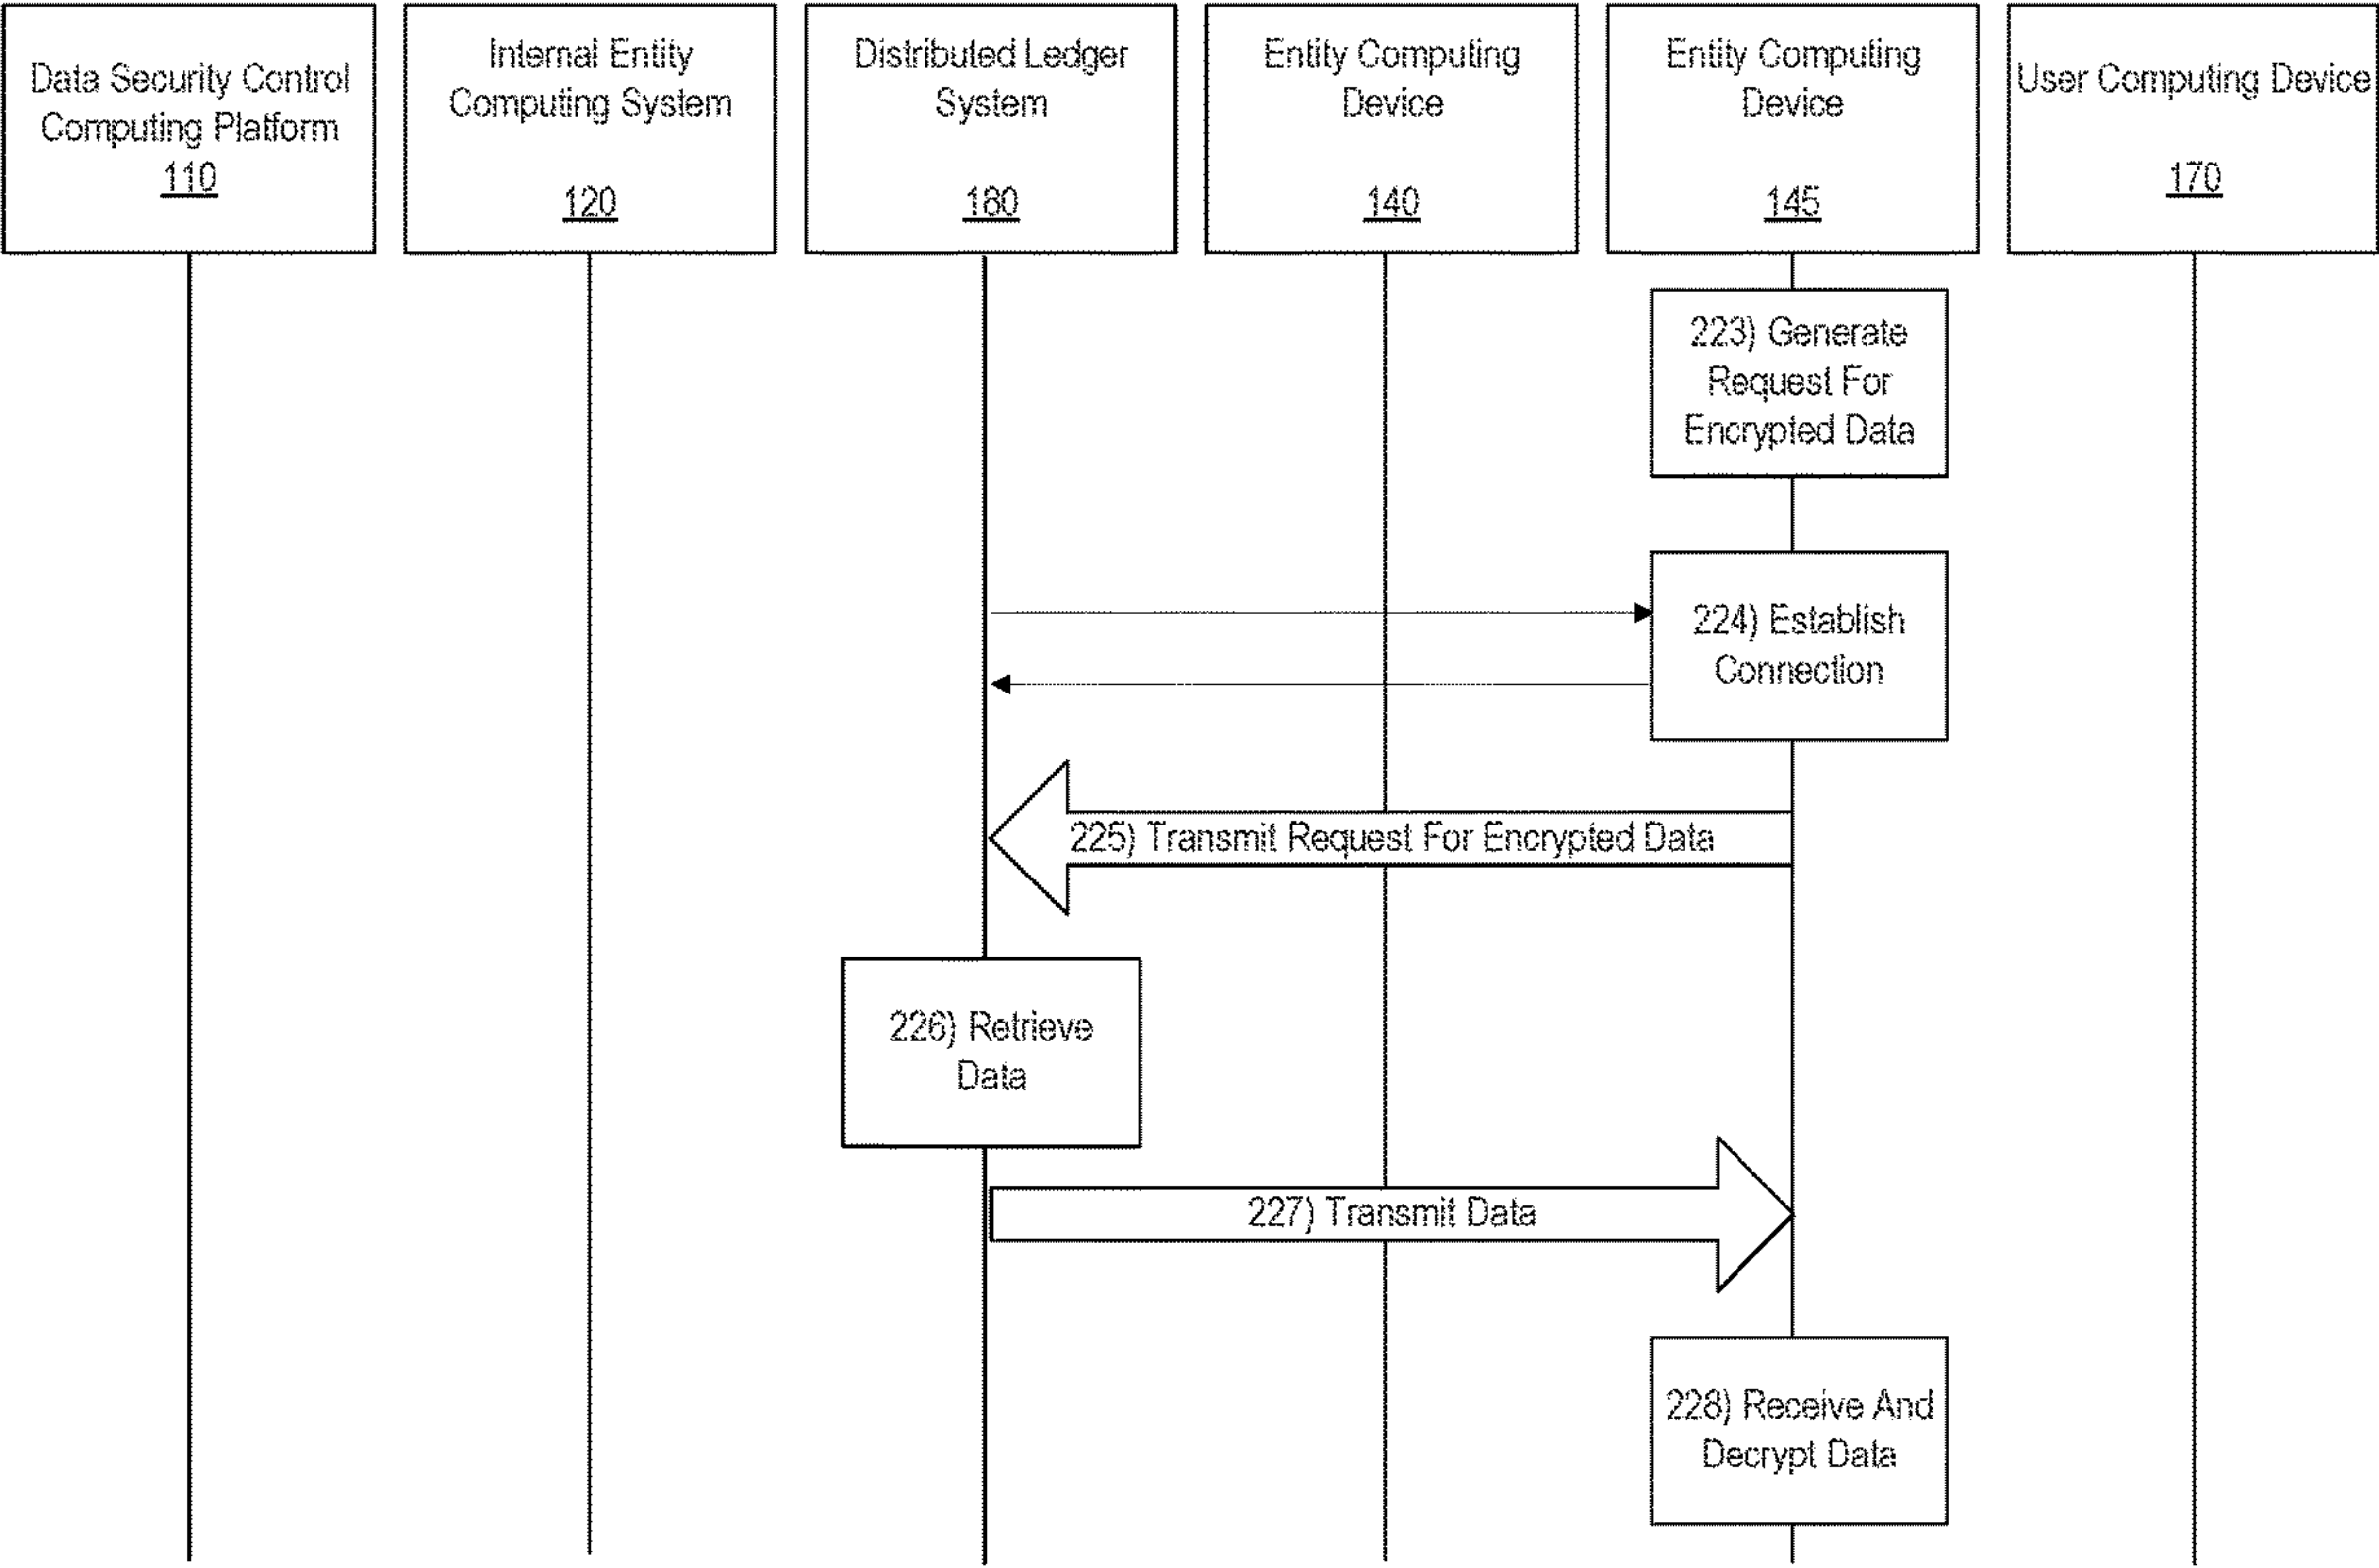 Data Security Control
Computing Platform
110
Internal Entity
Computing System
120
Distributed Ledger
System
180
Entity Computing
Device
140
Entity Computing
Device
145
User Computing Device
170
223) Generate
Request For
Encrypted Data
224) Establish
Connection
225) Transmit Request For Encrypted Data
226) Retrieve
Data
227) Transmit Data
228) Receive And
Decrypt Data